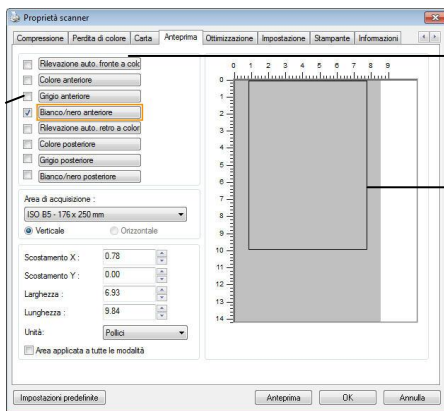 Proprietà scanner
Compressione Perdita di colore Carta Anteprima Ottimizzazione Impostazione Stampante Informazioni
Rilevazione auto. fronte a colo
Colore anteriore
Grigio anteriore
Bianco/nero anteriore
Rilevazione auto. retro a color
Colore posteriore
Grigio posteriore
Bianco/nero posteriore
Area di acquisizione :
ISO B5 - 176 x 250 mm
Verticale Orizzontale
Scostamento X : 0.78
Scostamento Y : 0.00
Larghezza : 6.93
Lunghezza : 9.84
Unità: Pollici
Area applicata a tutte le modalità
0 1 2 3 4 5 6 7 8 9
0
1
2
3
4
5
6
7
8
9
10
11
12
13
14
Impostazioni predefinite Anteprima OK Annulla